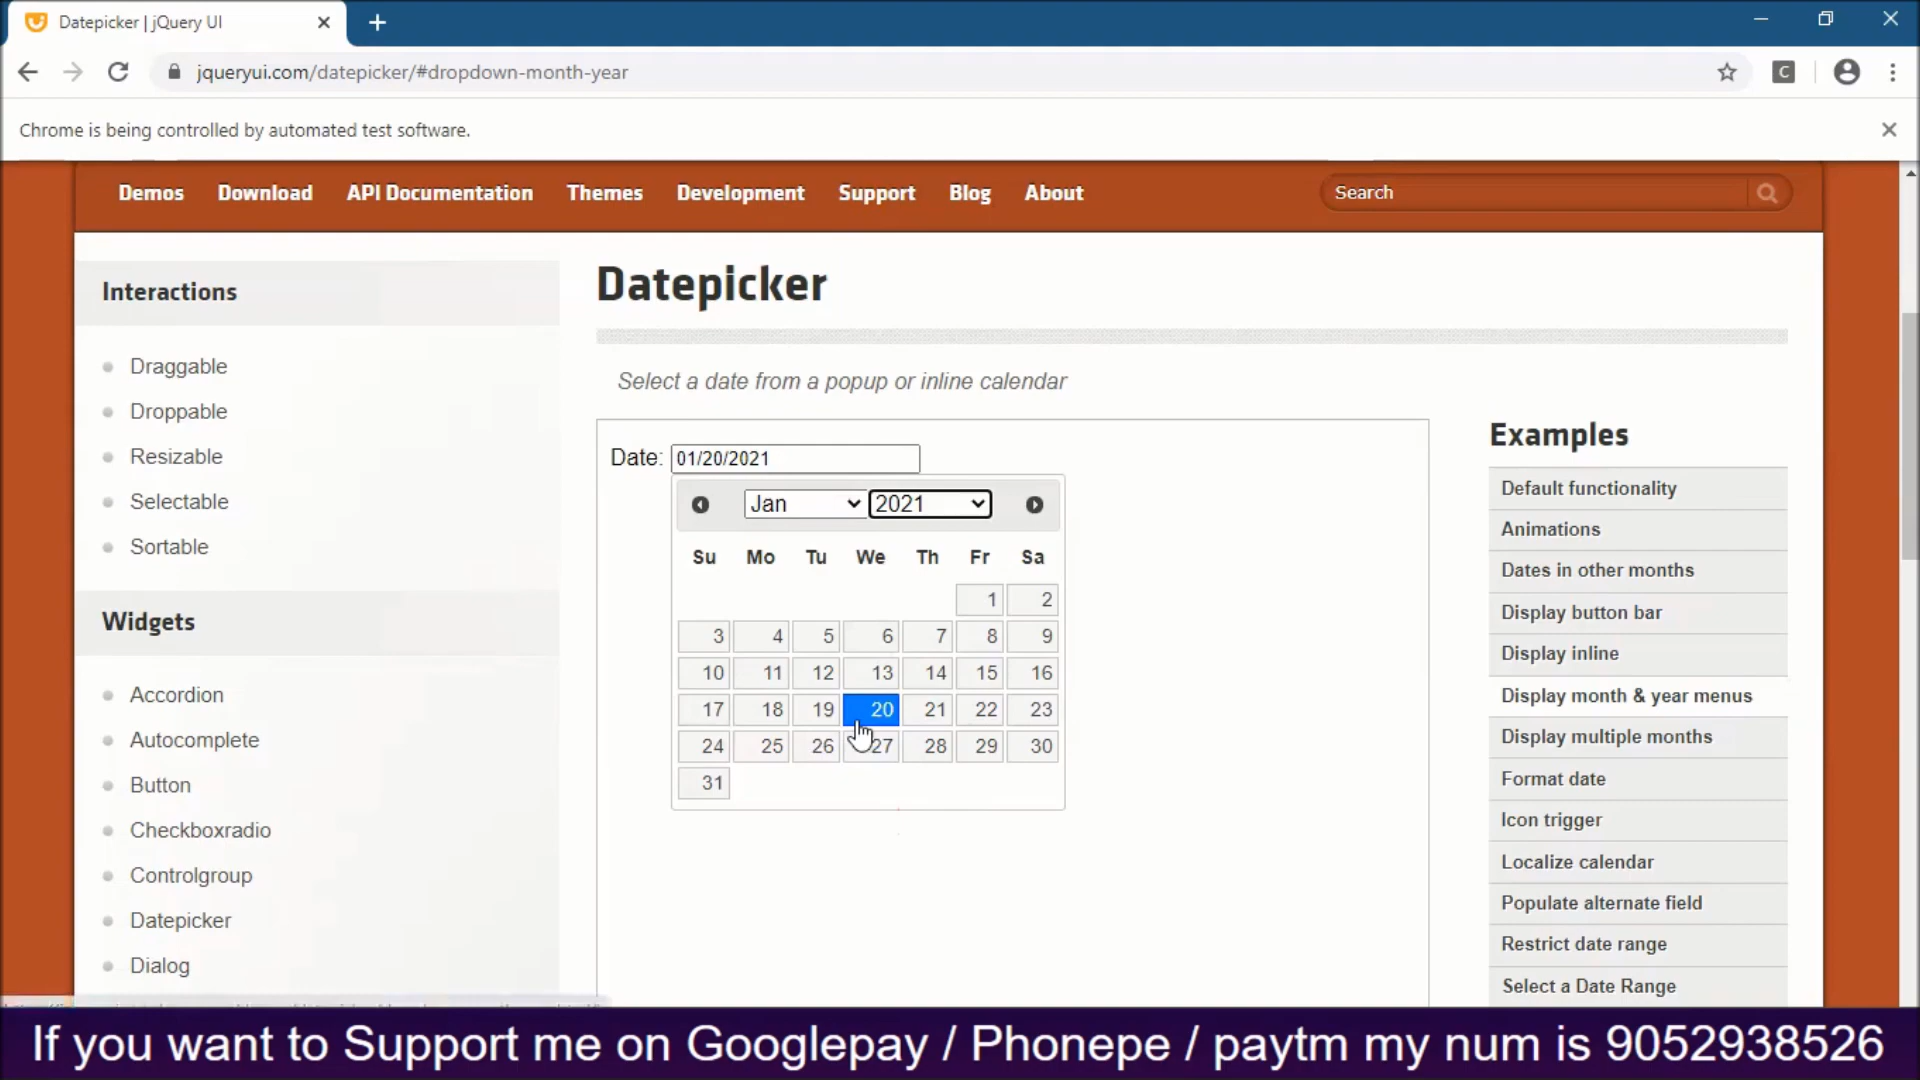 Datepicker | jQuery UI
jqueryui.com/datepicker/#dropdown-month-year
C
Chrome is being controlled by automated test software.
Demos Download API Documentation Themes Development Support Blog About
Search
Interactions
Draggable
Droppable
Resizable
Selectable
Sortable
Widgets
Accordion
Autocomplete
Button
Checkboxradio
Controlgroup
Datepicker
Dialog
Datepicker
Select a date from a popup or inline calendar
Date: 01/20/2021
Jan 2021
Su Mo Tu We Th Fr Sa
1 2
3 4 5 6 7 8 9
10 11 12 13 14 15 16
17 18 19 20 21 22 23
24 25 26 27 28 29 30
31
Examples
Default functionality
Animations
Dates in other months
Display button bar
Display inline
Display month & year menus
Display multiple months
Format date
Icon trigger
Localize calendar
Populate alternate field
Restrict date range
Select a Date Range
If you want to Support me on Googlepay / Phonepe / paytm my num is 9052938526